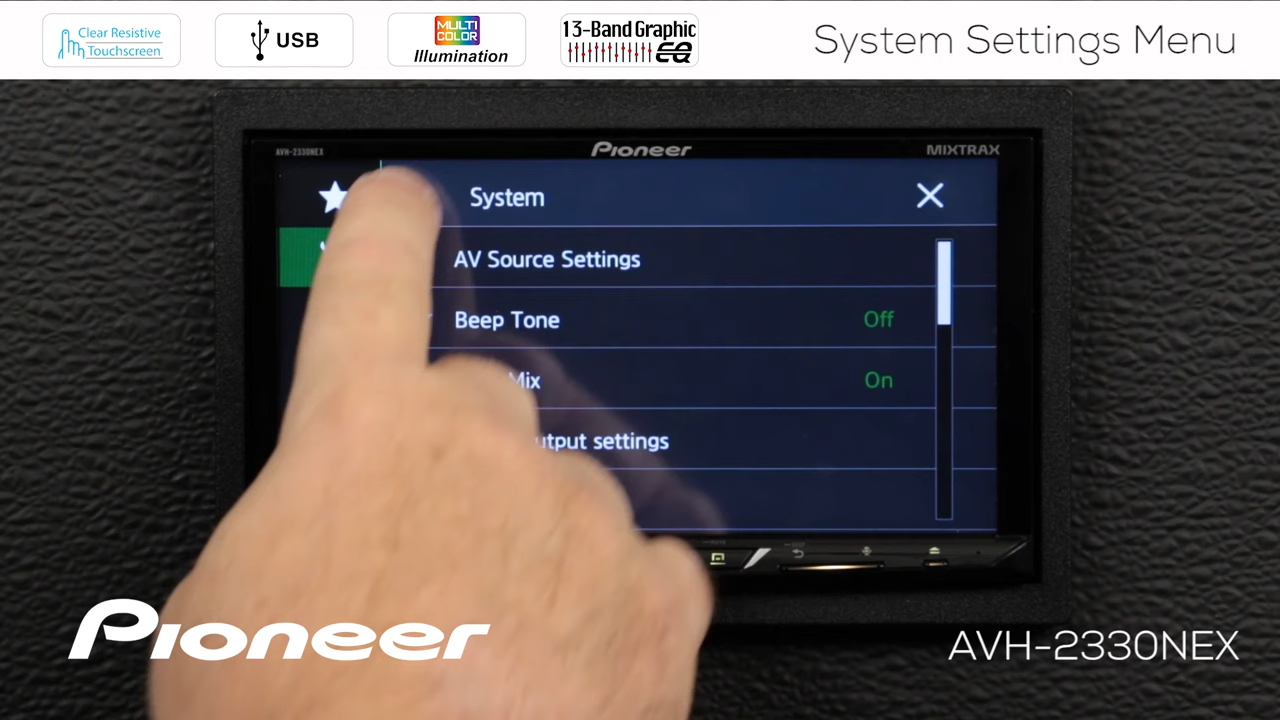 Clear Resistive
Touchscreen
USB
MULTI
COLOR
Illumination
13-Band Graphic
EQ
System Settings Menu
AVH-2330NEX
Pioneer
MIXTRAX
System
AV Source Settings
Beep Tone
Off
Mix
On
utput settings
Pioneer
AVH-2330NEX